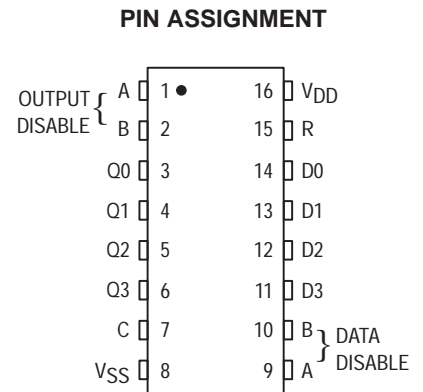 PIN ASSIGNMENT
OUTPUT DISABLE { A 1 16 VDD
B 2 15 R
Q0 3 14 D0
Q1 4 13 D1
Q2 5 12 D2
Q3 6 11 D3
C 7 10 B } DATA DISABLE
VSS 8 9 A